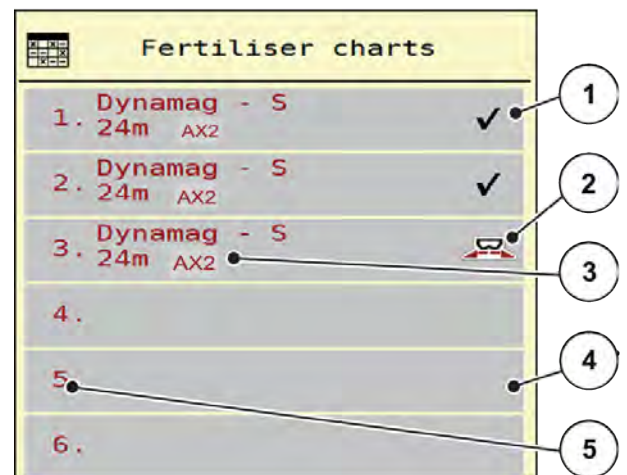 Fertiliser charts
1. Dynamag - S
24m AX2
2. Dynamag - S
24m AX2
3. Dynamag - S
24m AX2
4.
5.
6.
1
2
3
4
5